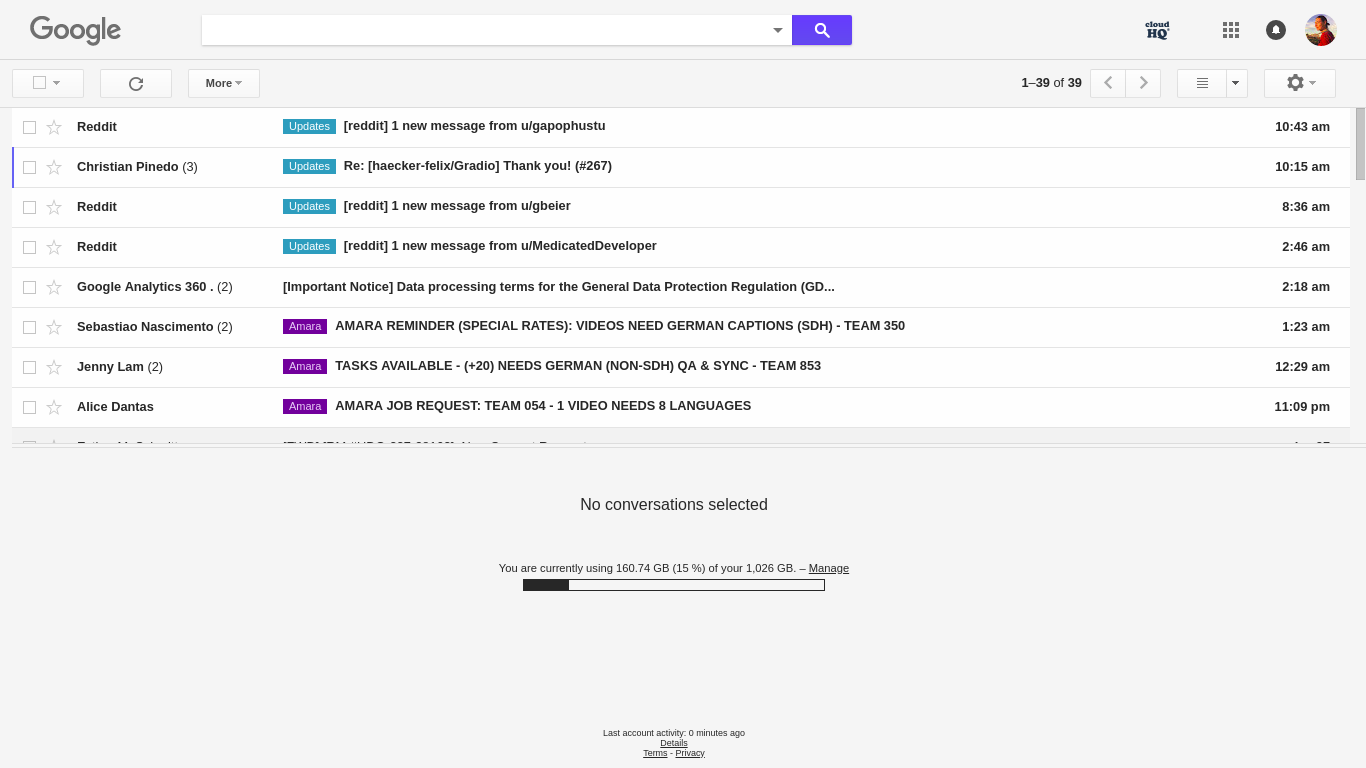 Google
cloud
HQ
More
1–39 of 39
Reddit Updates [reddit] 1 new message from u/gapophustu 10:43 am
Christian Pinedo (3) Updates Re: [haecker-felix/Gradio] Thank you! (#267) 10:15 am
Reddit Updates [reddit] 1 new message from u/gbeier 8:36 am
Reddit Updates [reddit] 1 new message from u/MedicatedDeveloper 2:46 am
Google Analytics 360 . (2) [Important Notice] Data processing terms for the General Data Protection Regulation (GD... 2:18 am
Sebastiao Nascimento (2) Amara AMARA REMINDER (SPECIAL RATES): VIDEOS NEED GERMAN CAPTIONS (SDH) - TEAM 350 1:23 am
Jenny Lam (2) Amara TASKS AVAILABLE - (+20) NEEDS GERMAN (NON-SDH) QA & SYNC - TEAM 853 12:29 am
Alice Dantas Amara AMARA JOB REQUEST: TEAM 054 - 1 VIDEO NEEDS 8 LANGUAGES 11:09 pm
No conversations selected
You are currently using 160.74 GB (15 %) of your 1,026 GB. – Manage
Last account activity: 0 minutes ago
Details
Terms - Privacy